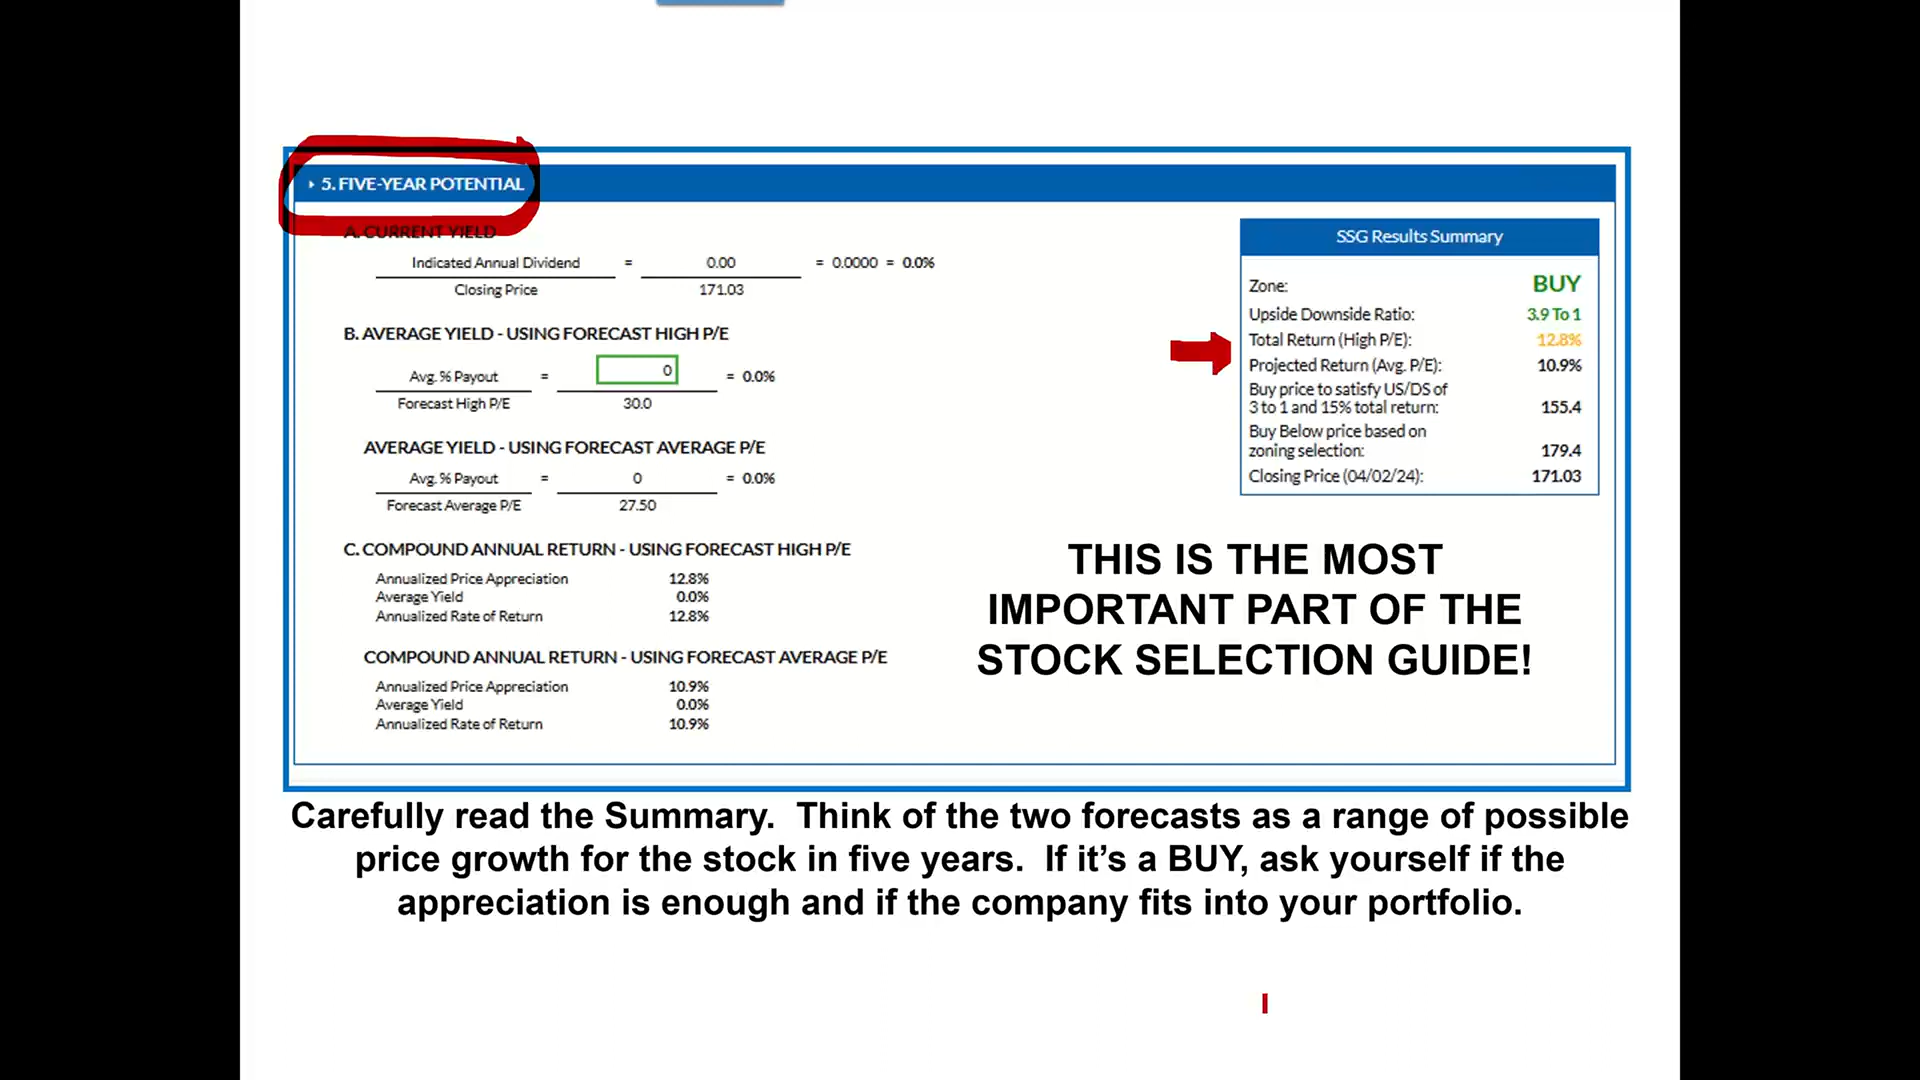 5. FIVE-YEAR POTENTIAL
A. CURRENT YIELD
Indicated Annual Dividend = 0.00 = 0.0000 = 0.0%
Closing Price 171.03
B. AVERAGE YIELD - USING FORECAST HIGH P/E
Avg. % Payout = 0 = 0.0%
Forecast High P/E 30.0
AVERAGE YIELD - USING FORECAST AVERAGE P/E
Avg. % Payout = 0 = 0.0%
Forecast Average P/E 27.50
C. COMPOUND ANNUAL RETURN - USING FORECAST HIGH P/E
Annualized Price Appreciation 12.8%
Average Yield 0.0%
Annualized Rate of Return 12.8%
COMPOUND ANNUAL RETURN - USING FORECAST AVERAGE P/E
Annualized Price Appreciation 10.9%
Average Yield 0.0%
Annualized Rate of Return 10.9%
SSG Results Summary
Zone: BUY
Upside Downside Ratio: 3.9 To 1
Total Return (High P/E): 12.8%
Projected Return (Avg. P/E): 10.9%
Buy price to satisfy US/DS of
3 to 1 and 15% total return: 155.4
Buy Below price based on
zoning selection: 179.4
Closing Price (04/02/24): 171.03
THIS IS THE MOST
IMPORTANT PART OF THE
STOCK SELECTION GUIDE!
Carefully read the Summary. Think of the two forecasts as a range of possible
price growth for the stock in five years. If it’s a BUY, ask yourself if the
appreciation is enough and if the company fits into your portfolio.